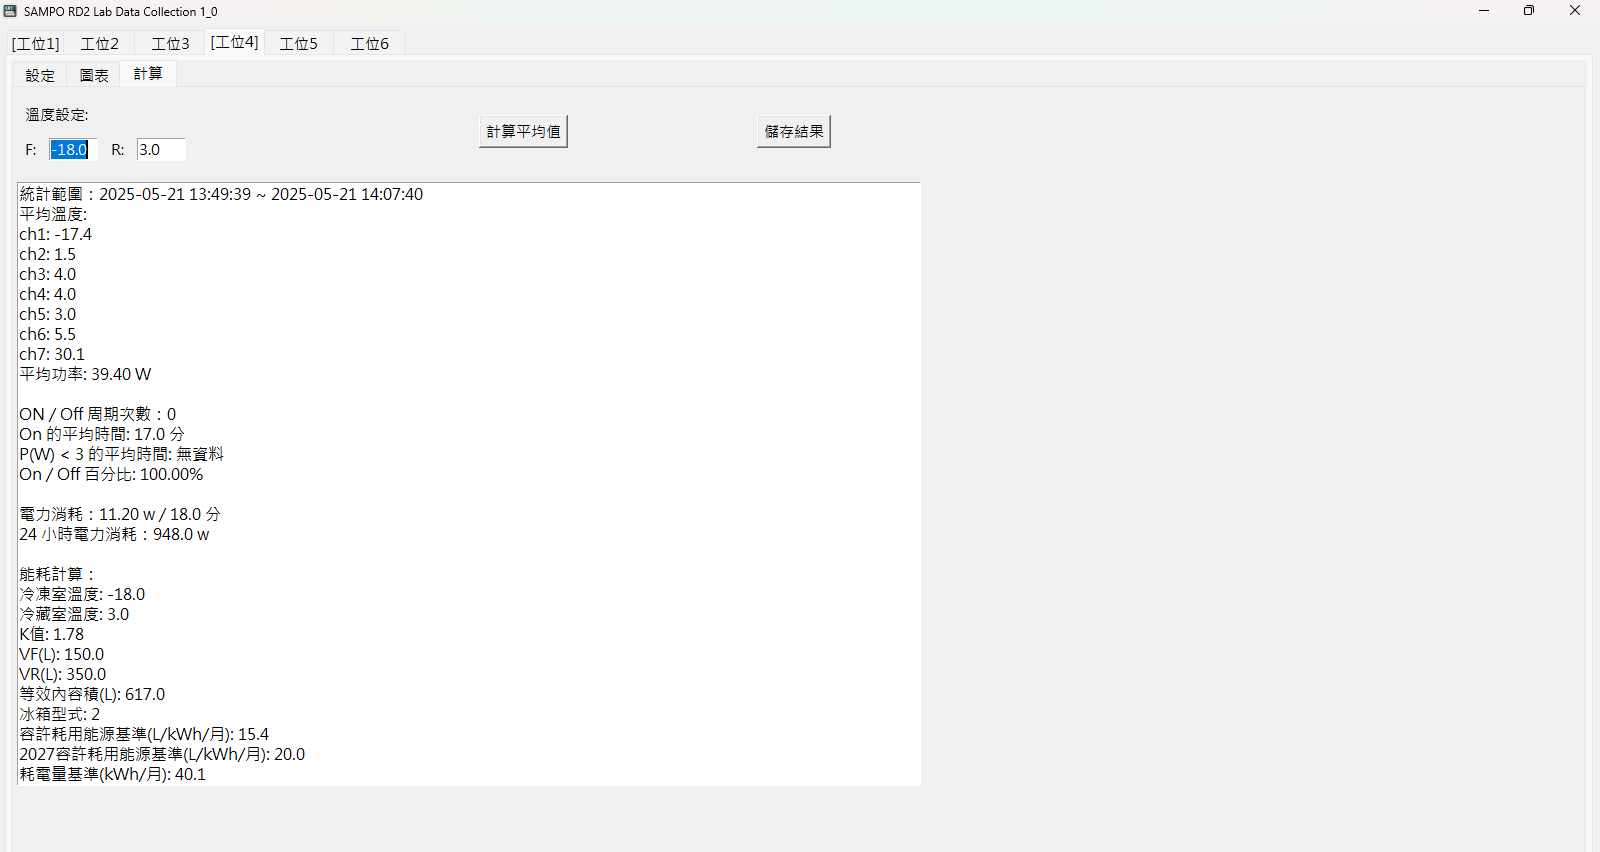 SAMPO RD2 Lab Data Collection 1_0
[工位1] 工位2 工位3 [工位4] 工位5 工位6
設定 圖表 計算
溫度設定:
計算平均值 儲存結果
F: -18.0 R: 3.0
統計範圍：2025-05-21 13:49:39 ~ 2025-05-21 14:07:40
平均溫度:
ch1: -17.4
ch2: 1.5
ch3: 4.0
ch4: 4.0
ch5: 3.0
ch6: 5.5
ch7: 30.1
平均功率: 39.40 W
ON / Off 周期次數：0
On 的平均時間: 17.0 分
P(W) < 3 的平均時間: 無資料
On / Off 百分比: 100.00%
電力消耗：11.20 w / 18.0 分
24 小時電力消耗：948.0 w
能耗計算：
冷凍室溫度: -18.0
冷藏室溫度: 3.0
K值: 1.78
VF(L): 150.0
VR(L): 350.0
等效內容積(L): 617.0
冰箱型式: 2
容許耗用能源基準(L/kWh/月): 15.4
2027容許耗用能源基準(L/kWh/月): 20.0
耗電量基準(kWh/月): 40.1